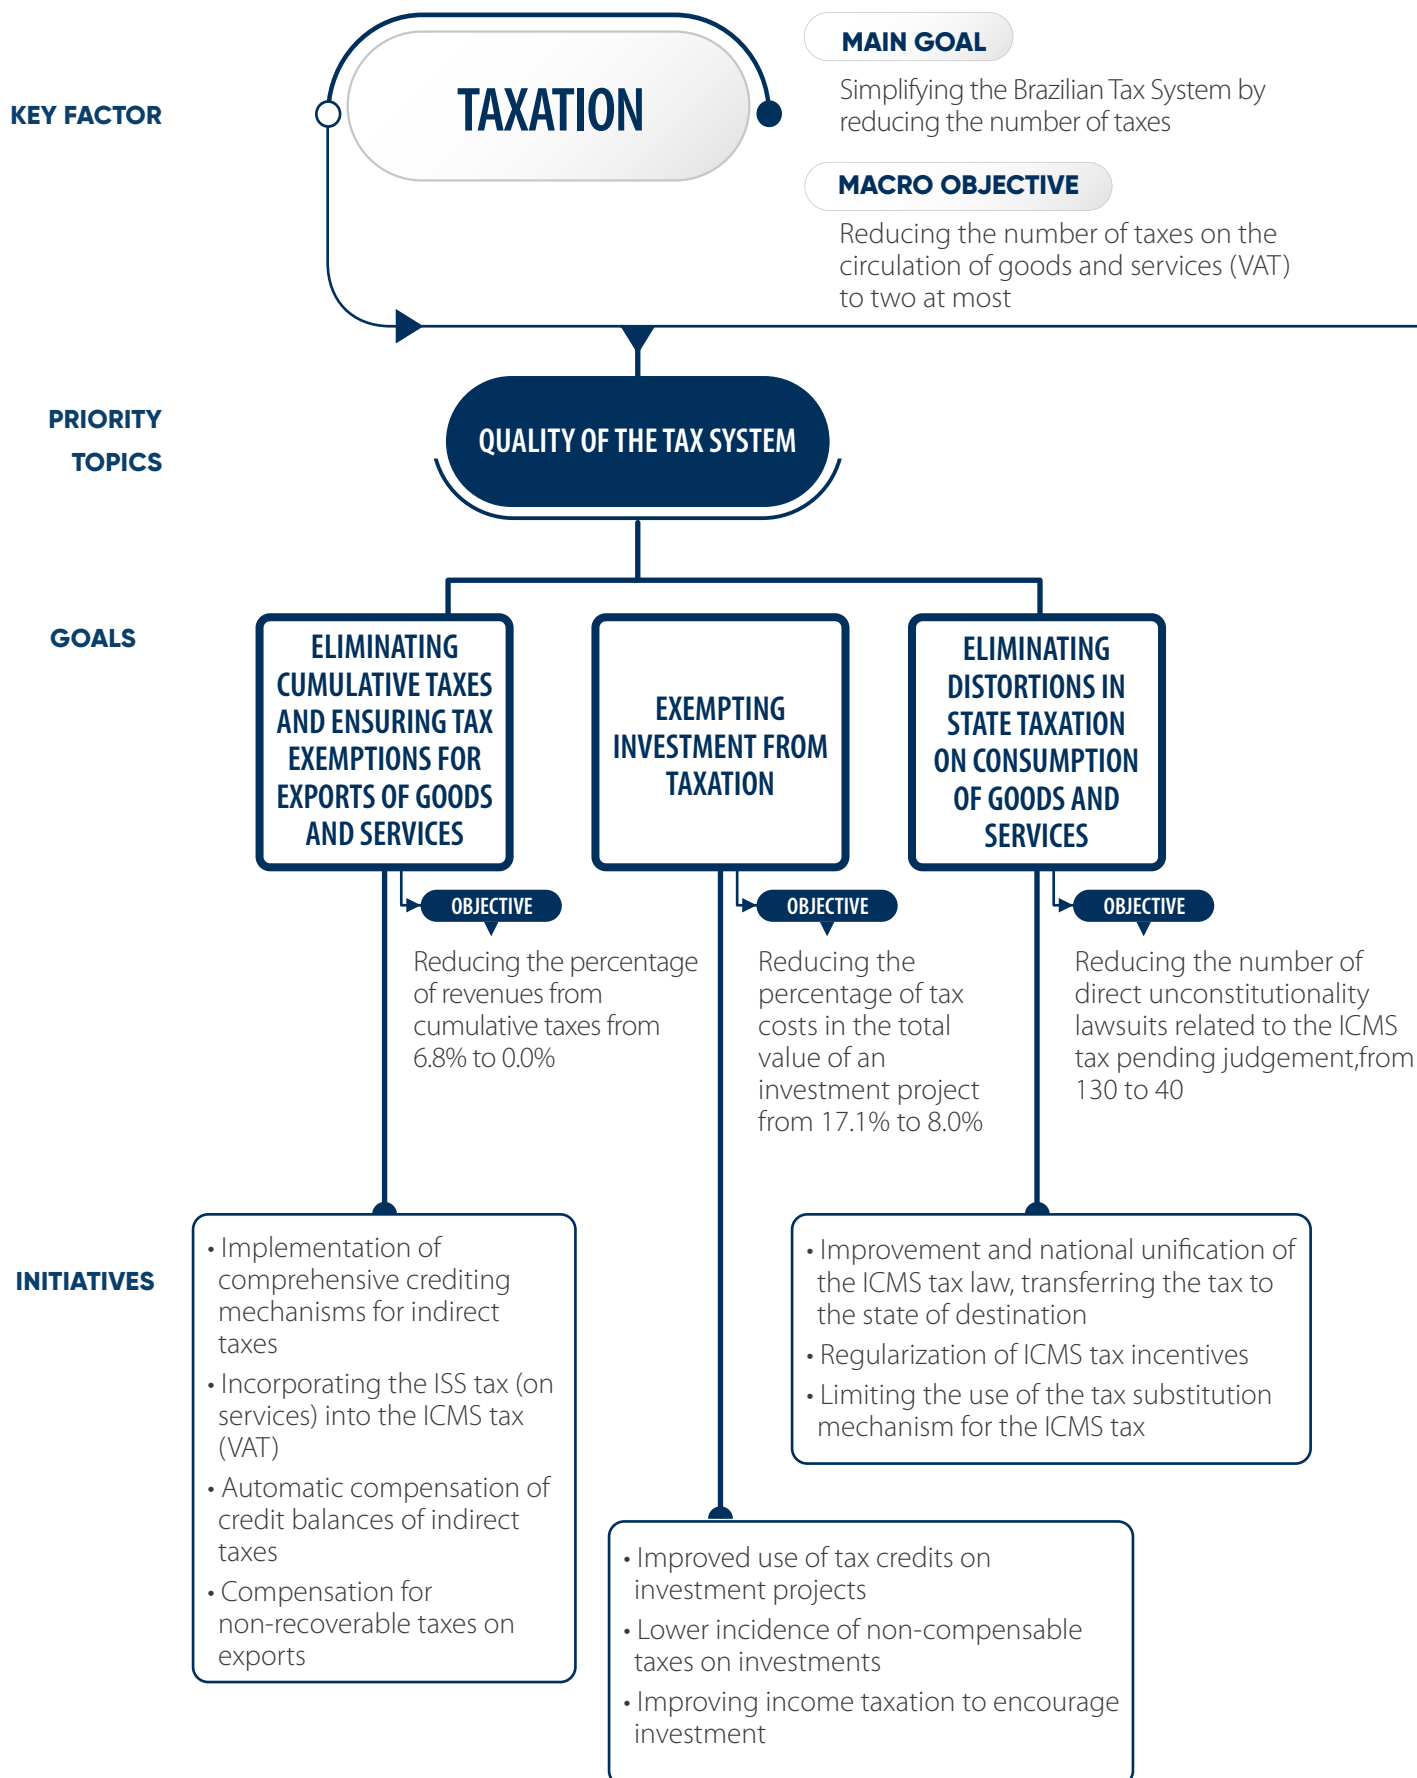 KEY FACTOR
TAXATION
MAIN GOAL
Simplifying the Brazilian Tax System by
reducing the number of taxes
MACRO OBJECTIVE
Reducing the number of taxes on the
circulation of goods and services (VAT)
to two at most
PRIORITY
TOPICS
QUALITY OF THE TAX SYSTEM
GOALS
ELIMINATING
CUMULATIVE TAXES
AND ENSURING TAX
EXEMPTIONS FOR
EXPORTS OF GOODS
AND SERVICES
EXEMPTING
INVESTMENT FROM
TAXATION
ELIMINATING
DISTORTIONS IN
STATE TAXATION
ON CONSUMPTION
OF GOODS AND
SERVICES
OBJECTIVE
Reducing the percentage
of revenues from
cumulative taxes from
6.8% to 0.0%
OBJECTIVE
Reducing the
percentage of tax
costs in the total
value of an
investment project
from 17.1% to 8.0%
OBJECTIVE
Reducing the number of
direct unconstitutionality
lawsuits related to the ICMS
tax pending judgement,from
130 to 40
INITIATIVES
• Implementation of
comprehensive crediting
mechanisms for indirect
taxes
• Incorporating the ISS tax (on
services) into the ICMS tax
(VAT)
• Automatic compensation of
credit balances of indirect
taxes
• Compensation for
non-recoverable taxes on
exports
• Improved use of tax credits on
investment projects
• Lower incidence of non-compensable
taxes on investments
• Improving income taxation to encourage
investment
• Improvement and national unification of
the ICMS tax law, transferring the tax to
the state of destination
• Regularization of ICMS tax incentives
• Limiting the use of the tax substitution
mechanism for the ICMS tax